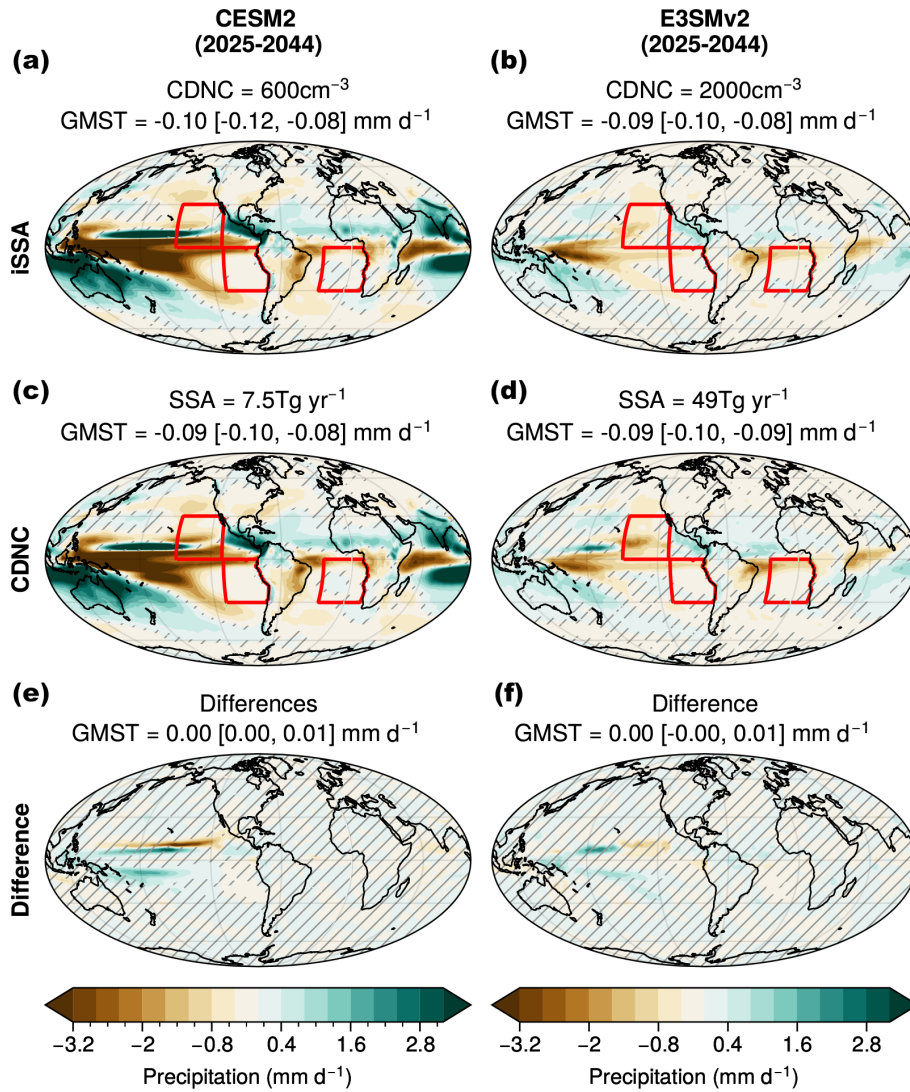 CESM2
(2025-2044)
E3SMv2
(2025-2044)
(a)
CDNC = 600cm⁻³
GMST = -0.10 [-0.12, -0.08] mm d⁻¹
(b)
CDNC = 2000cm⁻³
GMST = -0.09 [-0.10, -0.08] mm d⁻¹
iSSA
(c)
SSA = 7.5Tg yr⁻¹
GMST = -0.09 [-0.10, -0.08] mm d⁻¹
(d)
SSA = 49Tg yr⁻¹
GMST = -0.09 [-0.10, -0.09] mm d⁻¹
CDNC
(e)
Differences
GMST = 0.00 [0.00, 0.01] mm d⁻¹
(f)
Difference
GMST = 0.00 [-0.00, 0.01] mm d⁻¹
Difference
−3.2 −2 −0.8 0.4 1.6 2.8
Precipitation (mm d⁻¹)
−3.2 −2 −0.8 0.4 1.6 2.8
Precipitation (mm d⁻¹)